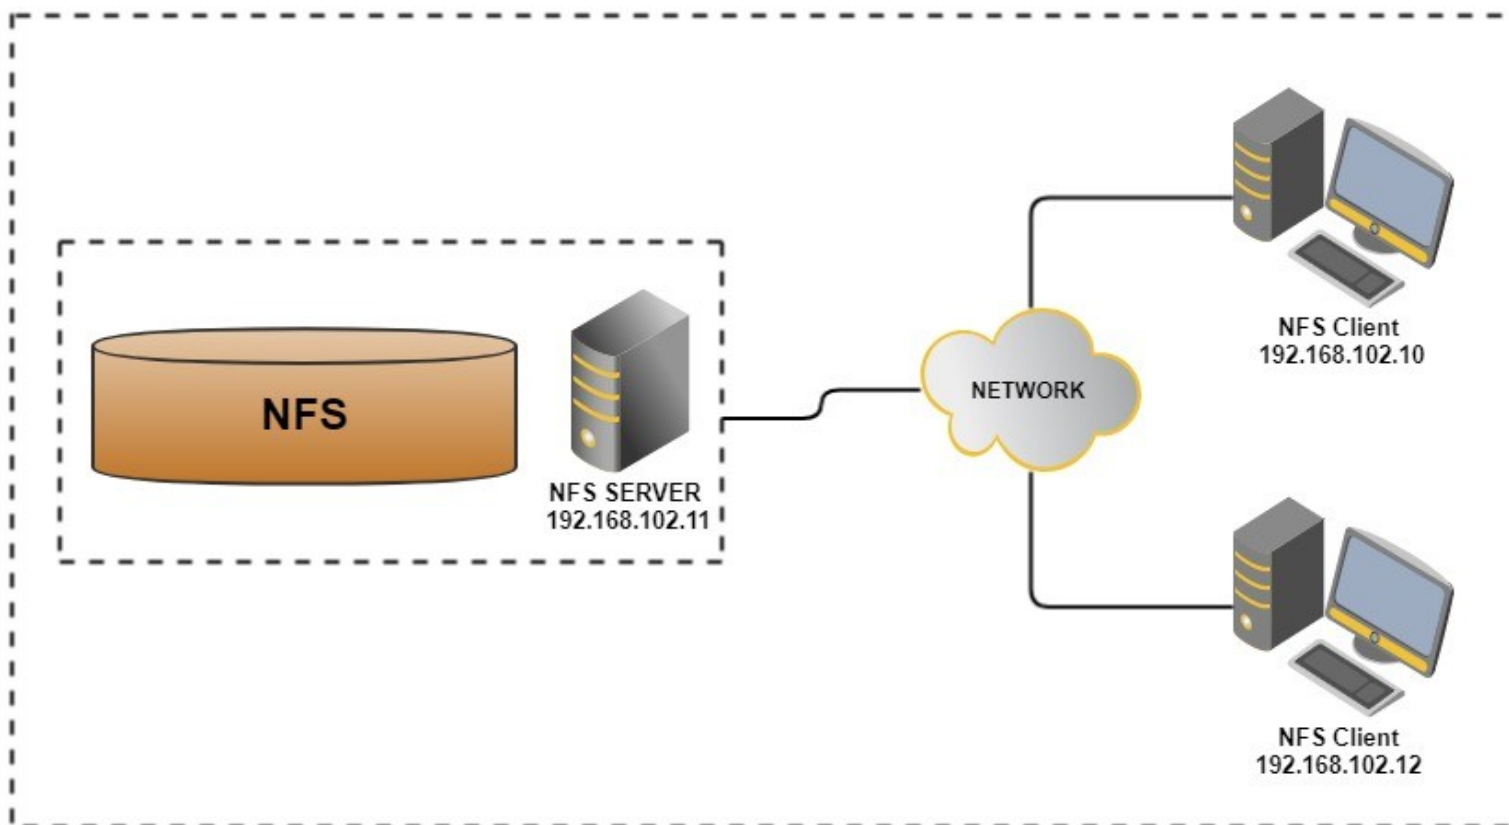 NFS
NFS SERVER
192.168.102.11
NETWORK
NFS Client
192.168.102.10
NFS Client
192.168.102.12